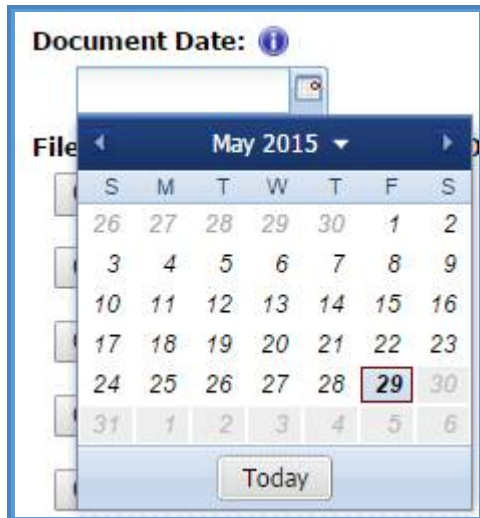 Document Date:
File
May 2015
S M T W T F S
26 27 28 29 30 1 2
3 4 5 6 7 8 9
10 11 12 13 14 15 16
17 18 19 20 21 22 23
24 25 26 27 28 29 30
31 1 2 3 4 5 6
Today